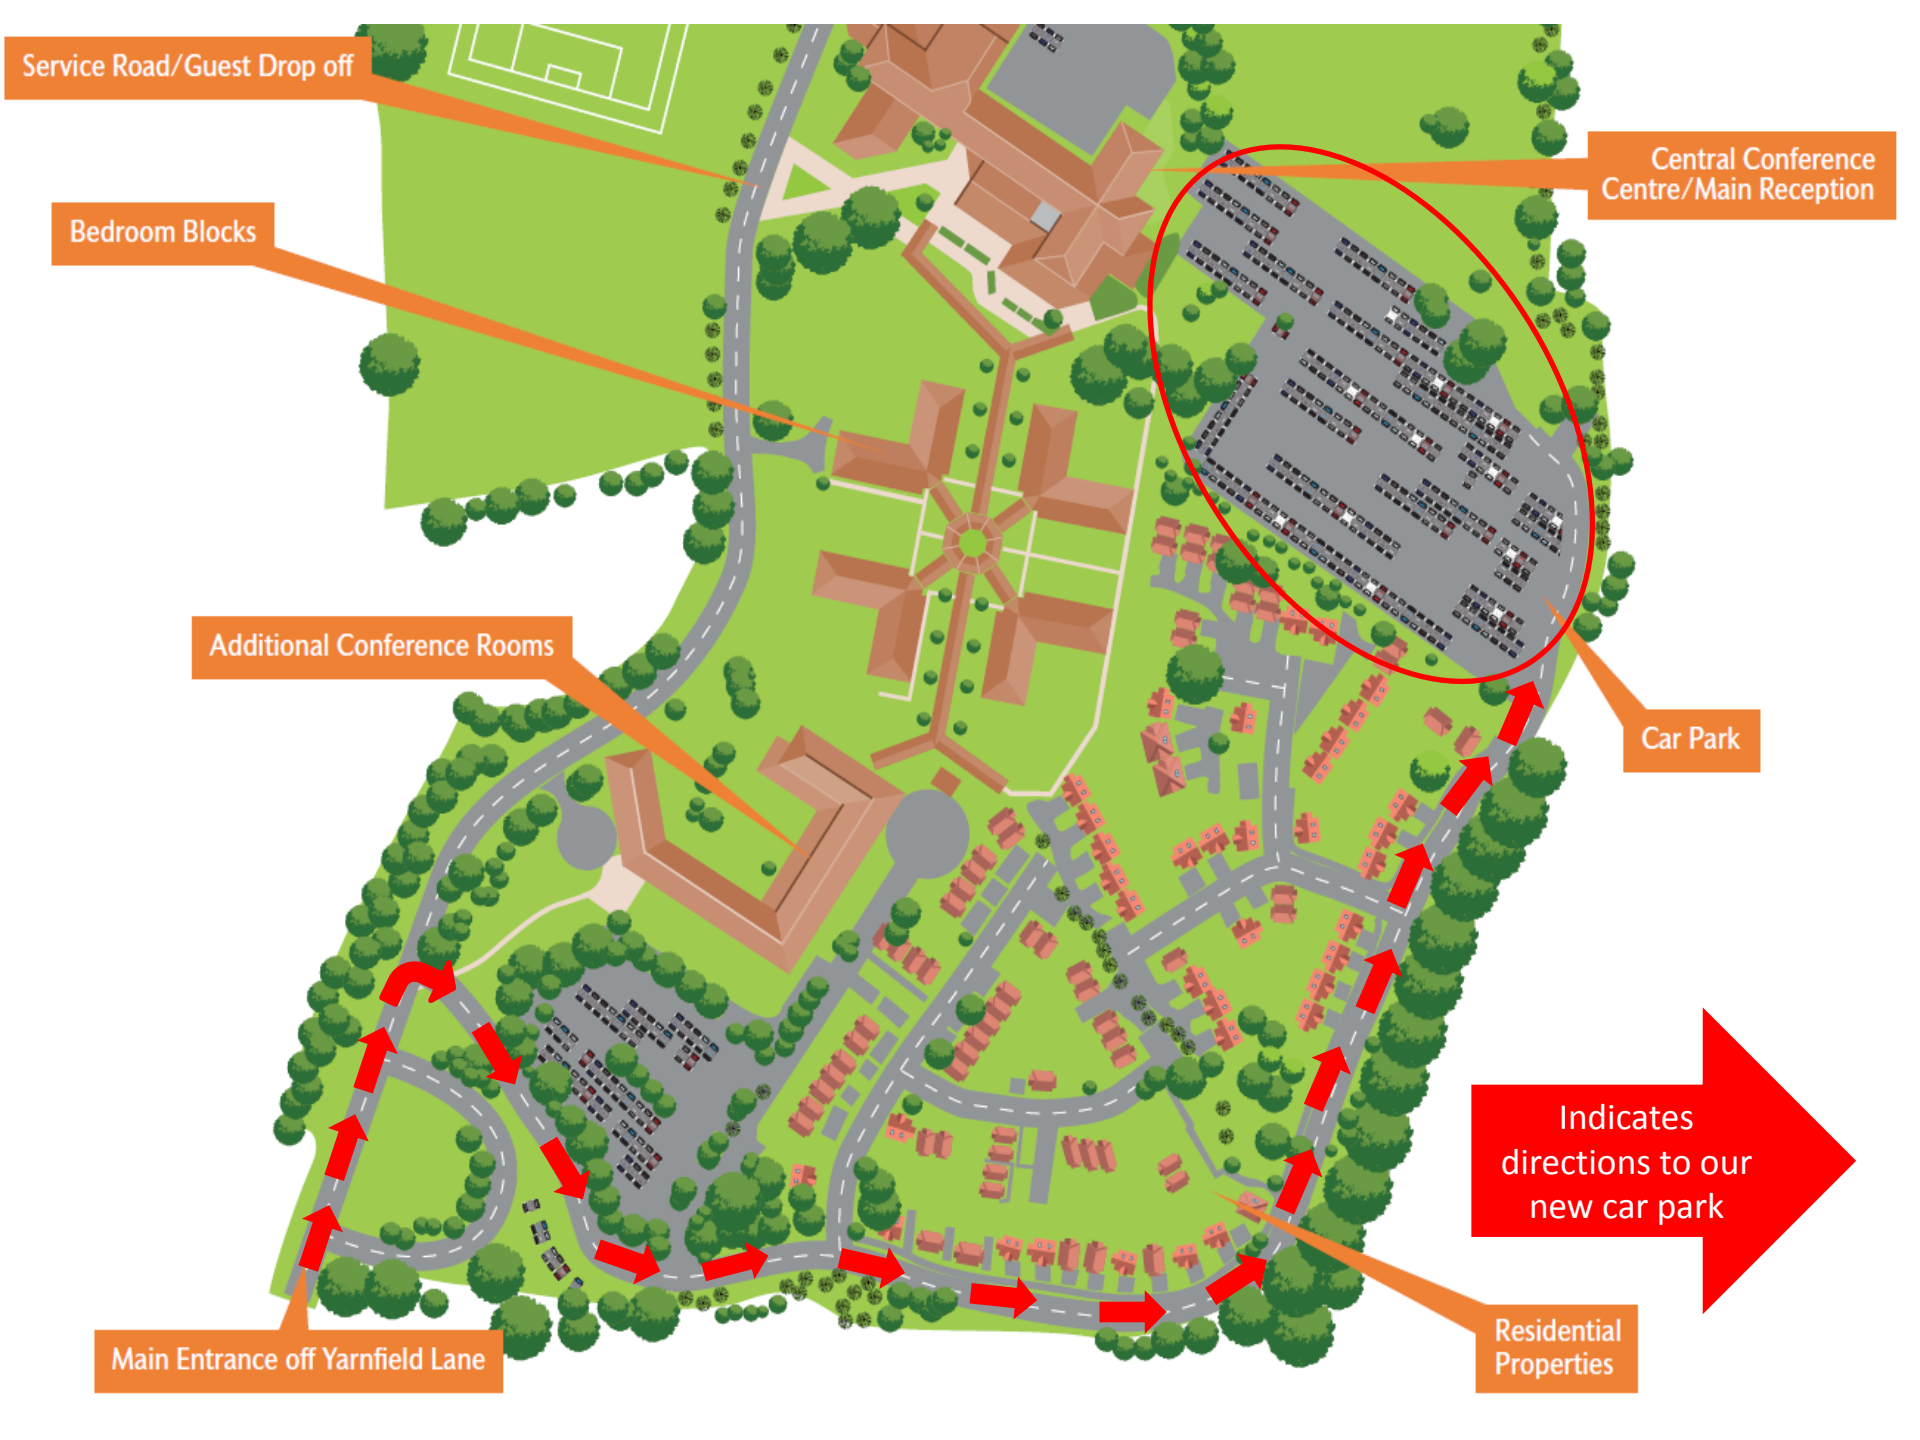 Service Road/Guest Drop off
Central Conference
Centre/Main Reception
Bedroom Blocks
Additional Conference Rooms
Car Park
Indicates
directions to our
new car park
Main Entrance off Yarnfield Lane
Residential
Properties